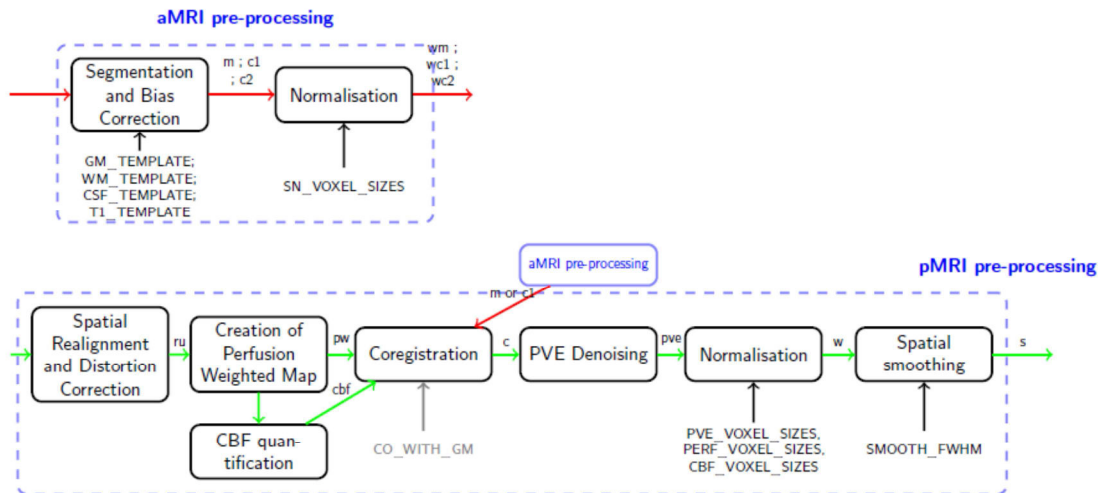 aMRI pre-processing
Segmentation
and Bias
Correction
m ; c1
; c2
Normalisation
wm ;
wc1 ;
wc2
GM_TEMPLATE;
WM_TEMPLATE;
CSF_TEMPLATE;
T1_TEMPLATE
SN_VOXEL_SIZES
aMRI pre-processing
pMRI pre-processing
m or c1
Spatial
Realignment
and Distortion
Correction
ru
Creation of
Perfusion
Weighted Map
pw
Coregistration
c
PVE Denoising
pve
Normalisation
w
Spatial
smoothing
s
cbf
CBF quan-
tification
CO_WITH_GM
PVE_VOXEL_SIZES,
PERF_VOXEL_SIZES,
CBF_VOXEL_SIZES
SMOOTH_FWHM